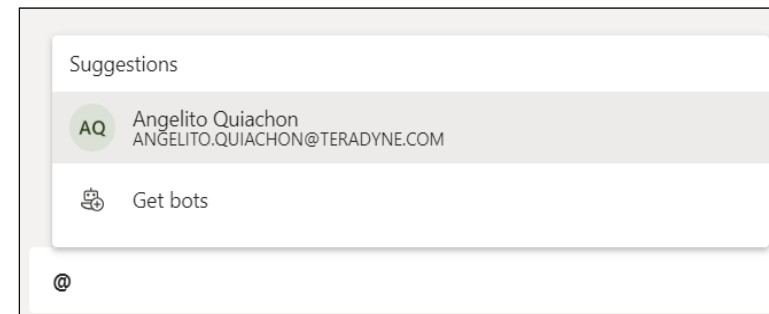 Suggestions
AQ
Angelito Quiachon
ANGELITO.QUIACHON@TERADYNE.COM
Get bots
@